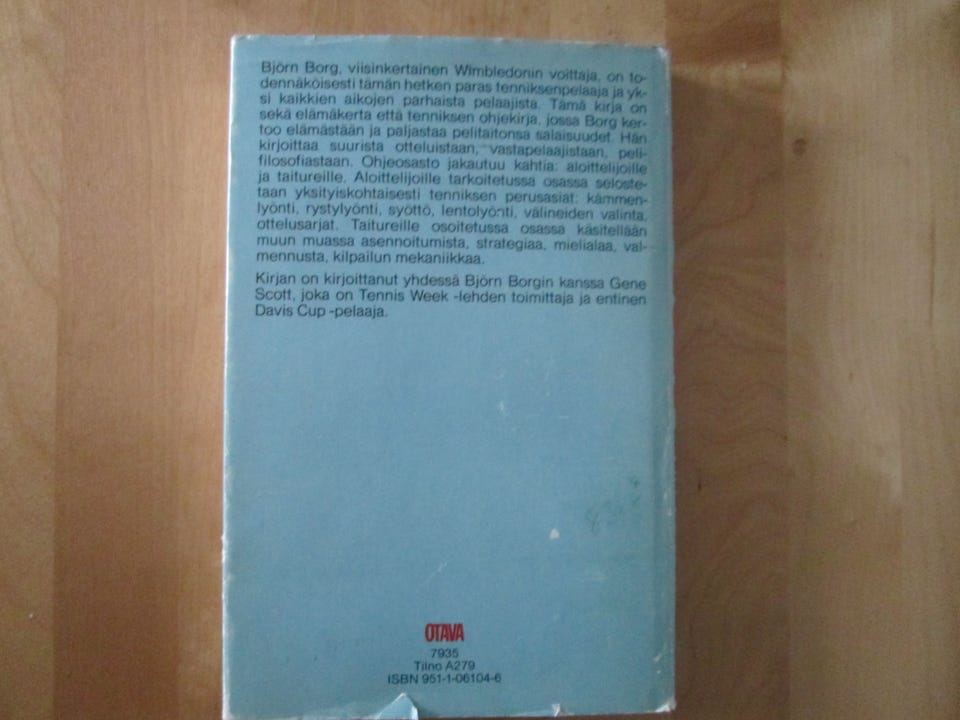 Björn Borg, viisinkertainen Wimbledonin voittaja, on to-
dennäköisesti tämän hetken paras tenniksenpelaaja ja yk-
si kaikkien aikojen parhaista pelaajista. Tämä kirja on
sekä elämäkerta että tenniksen ohjekirja, jossa Borg ker-
too elämästään ja paljastaa pelitaitonsa salaisuudet. Hän
kirjoittaa suurista otteluistaan, vastapelaajistaan, peli-
filosofiastaan. Ohjeosasto jakautuu kahtia: aloittelijoille
ja taitureille. Aloittelijoille tarkoitetussa osassa seloste-
taan yksityiskohtaisesti tenniksen perusasiat: kämmen-
lyönti, rystylyönti, syöttö, lentolyönti, välineiden valinta,
ottelusarjat. Taitureille osoitetussa osassa käsitellään
muun muassa asennoitumista, strategiaa, mielialaa, val-
mennusta, kilpailun mekaniikkaa.
Kirjan on kirjoittanut yhdessä Björn Borgin kanssa Gene
Scott, joka on Tennis Week -lehden toimittaja ja entinen
Davis Cup -pelaaja.
OTAVA
7935
Tilno A279
ISBN 951-1-06104-6